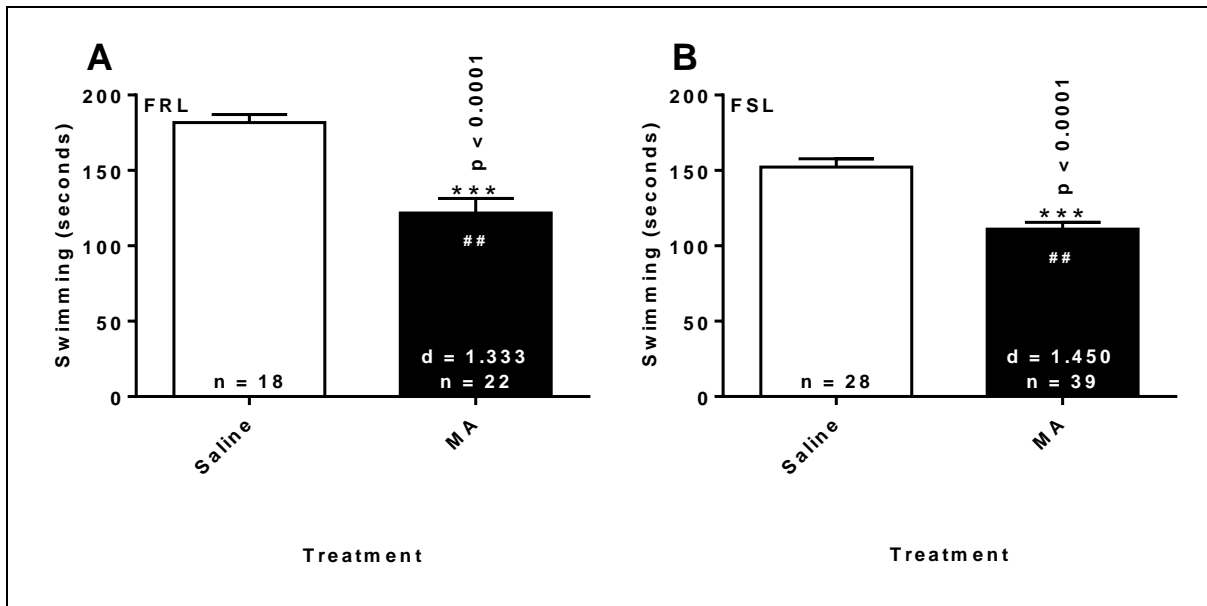 A
FRL
Swimming (seconds)
200
150
100
50
0
p < 0.0001
***
##
d = 1.333
n = 18
n = 22
Saline
MA
Treatment
B
FSL
Swimming (seconds)
200
150
100
50
0
p < 0.0001
***
##
d = 1.450
n = 28
n = 39
Saline
MA
Treatment